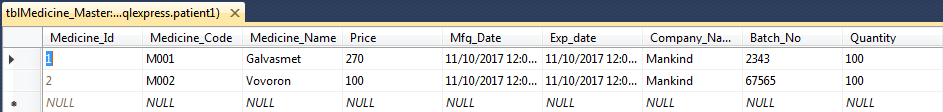 tblMedicine_Master:...qlexpress.patient1)
Medicine_Id Medicine_Code Medicine_Name Price Mfq_Date Exp_date Company_Na... Batch_No Quantity
1 M001 Galvasmet 270 11/10/2017 12:0... 11/10/2017 12:0... Mankind 2343 100
2 M002 Vovoron 100 11/10/2017 12:0... 11/10/2017 12:0... Mankind 67565 100
NULL NULL NULL NULL NULL NULL NULL NULL NULL